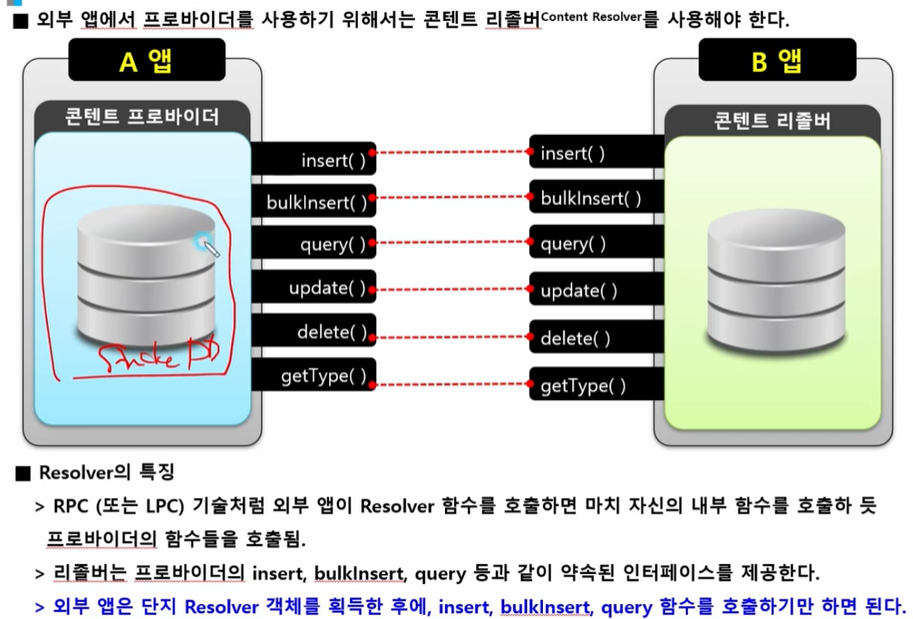 ■ 외부 앱에서 프로바이더를 사용하기 위해서는 콘텐트 리졸버Content Resolver를 사용해야 한다.
A 앱
B 앱
콘텐트 프로바이더
콘텐트 리졸버
insert( )
insert( )
bulkInsert( )
bulkInsert( )
query( )
query( )
update( )
update( )
delete( )
delete( )
getType( )
getType( )
■ Resolver의 특징
> RPC (또는 LPC) 기술처럼 외부 앱이 Resolver 함수를 호출하면 마치 자신의 내부 함수를 호출하 듯
프로바이더의 함수들을 호출됨.
> 리졸버는 프로바이더의 insert, bulkInsert, query 등과 같이 약속된 인터페이스를 제공한다.
> 외부 앱은 단지 Resolver 객체를 획득한 후에, insert, bulkInsert, query 함수를 호출하기만 하면 된다.